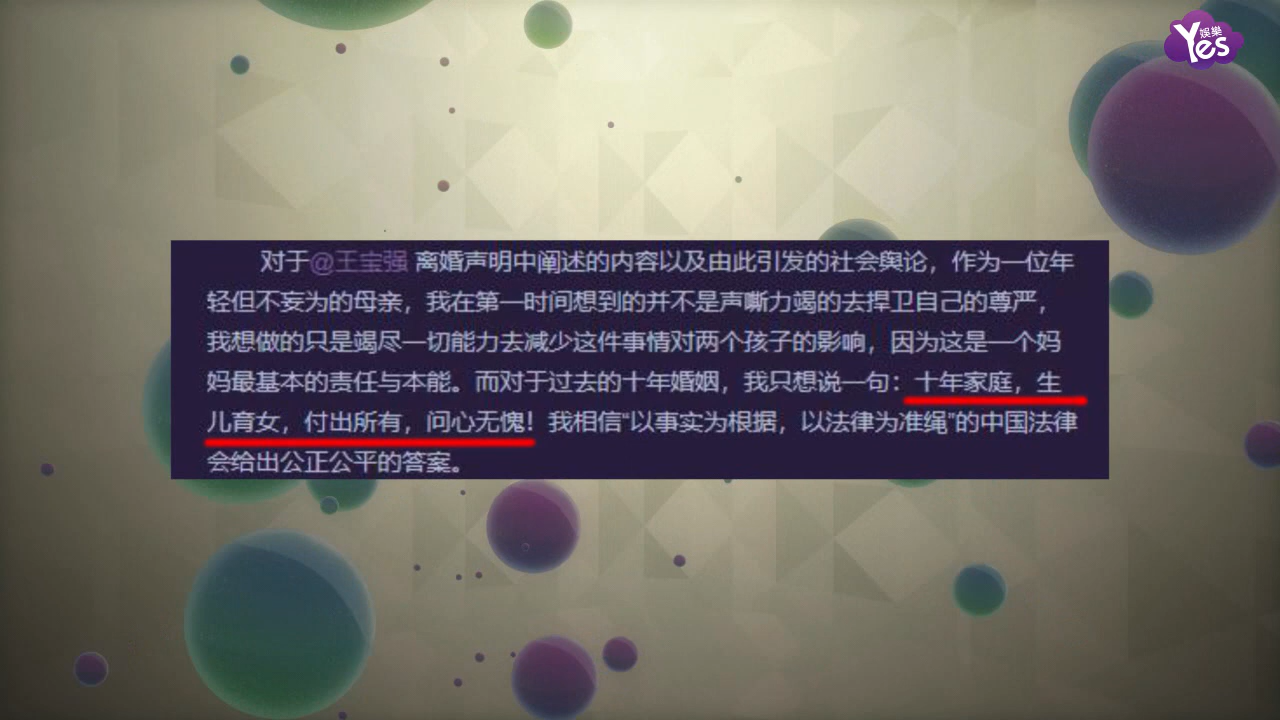 Yes娛樂
对于@王宝强 离婚声明中阐述的内容以及由此引发的社会舆论，作为一位年
轻但不妄为的母亲，我在第一时间想到的并不是声嘶力竭的去捍卫自己的尊严，
我想做的只是竭尽一切能力去减少这件事情对两个孩子的影响，因为这是一个妈
妈最基本的责任与本能。而对于过去的十年婚姻，我只想说一句：十年家庭，生
儿育女，付出所有，问心无愧！我相信“以事实为根据，以法律为准绳”的中国法律
会给出公正公平的答案。